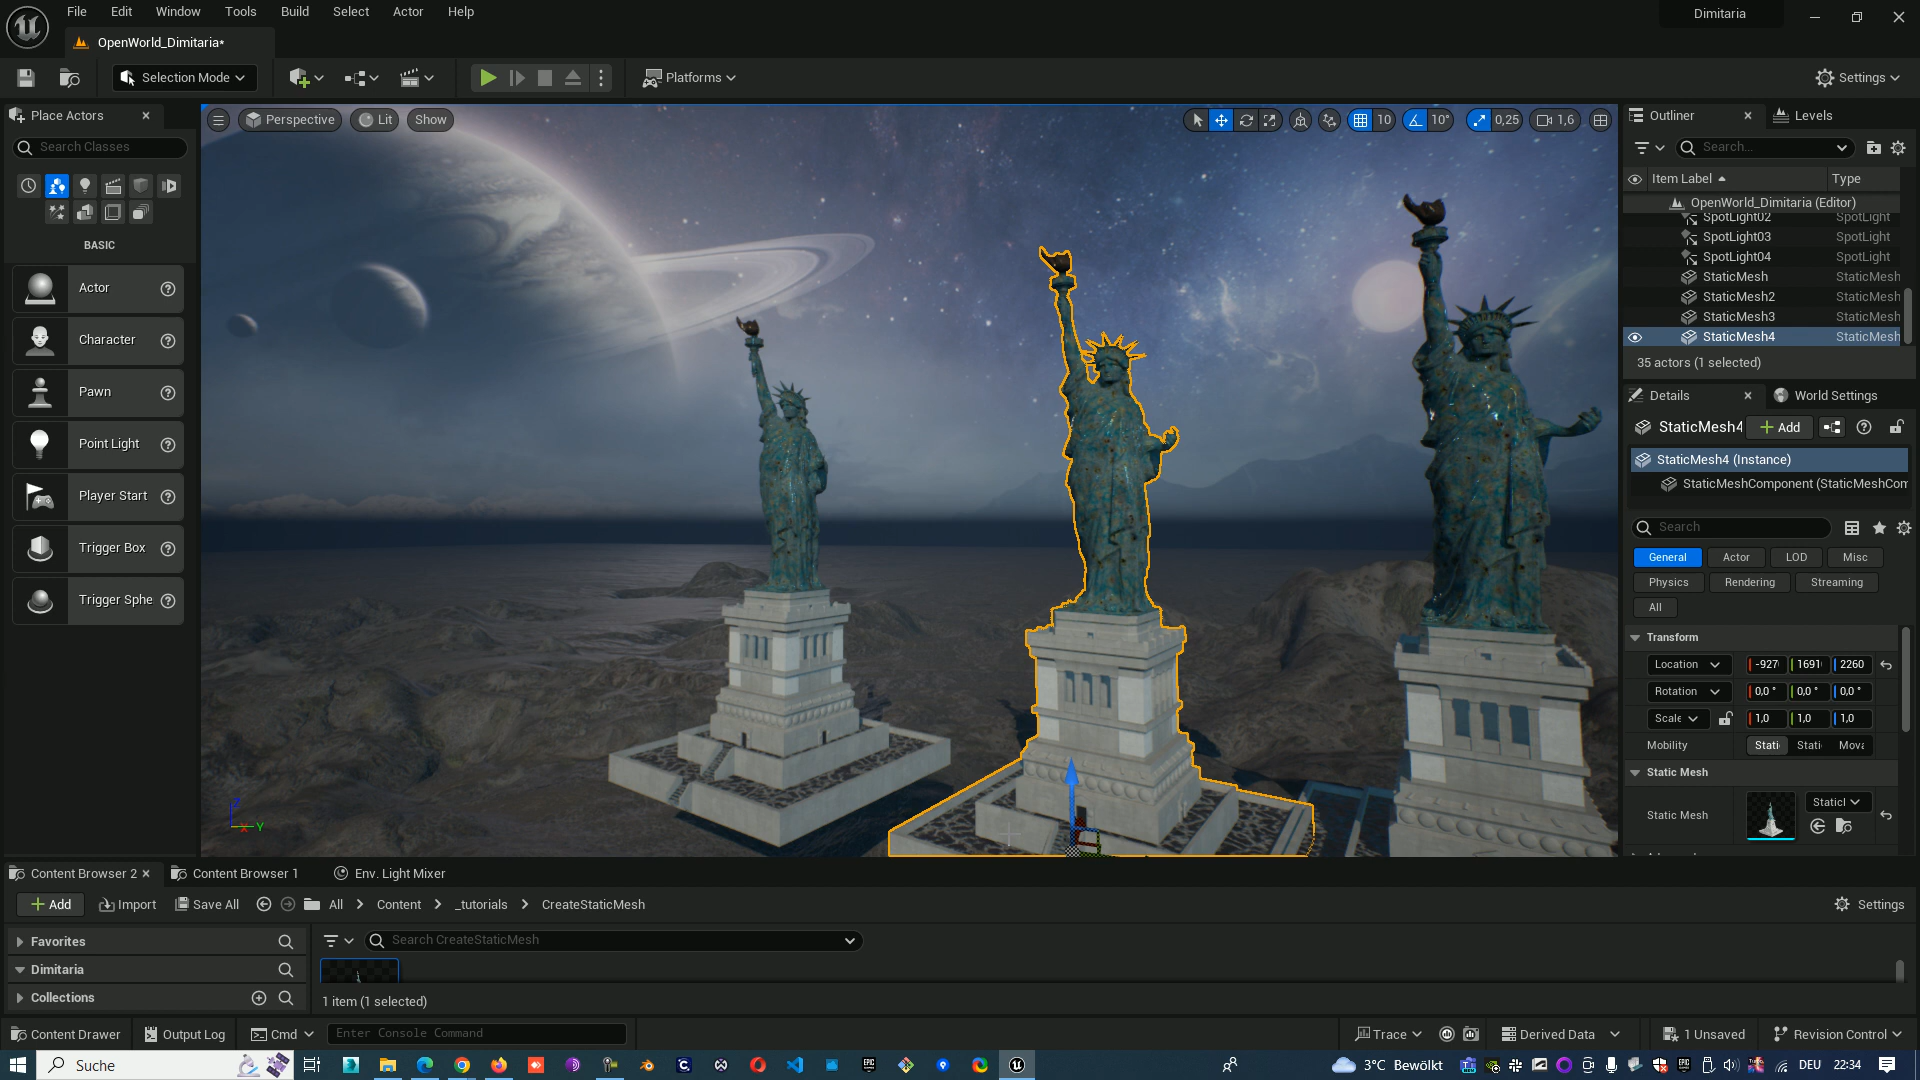 File Edit Window Tools Build Select Actor Help
Dimitaria
OpenWorld_Dimitaria*
Selection Mode
Platforms
Settings
Place Actors
Search Classes
BASIC
Actor
Character
Pawn
Point Light
Player Start
Trigger Box
Trigger Sphe
Perspective Lit Show
10 10° 0,25 1,6
Outliner Levels
Search...
Item Label Type
OpenWorld_Dimitaria (Editor)
SpotLight02 SpotLight
SpotLight03 SpotLight
SpotLight04 SpotLight
StaticMesh StaticMesh
StaticMesh2 StaticMesh
StaticMesh3 StaticMesh
StaticMesh4 StaticMesh
35 actors (1 selected)
Details World Settings
StaticMesh4 Add
StaticMesh4 (Instance)
StaticMeshComponent (StaticMeshCom
Search
General Actor LOD Misc
Physics Rendering Streaming
All
Transform
Location -927 1691 2260
Rotation 0,0 ° 0,0 ° 0,0 °
Scale 1,0 1,0 1,0
Mobility Stati Stati Mova
Static Mesh
Static Mesh StaticI
Z
X Y
Content Browser 2 Content Browser 1 Env. Light Mixer
Add Import Save All All > Content > _tutorials > CreateStaticMesh Settings
Favorites
Dimitaria
Collections
Search CreateStaticMesh
1 item (1 selected)
Content Drawer Output Log Cmd Enter Console Command Trace Derived Data 1 Unsaved Revision Control
Suche 3°C Bewölkt DEU 22:34